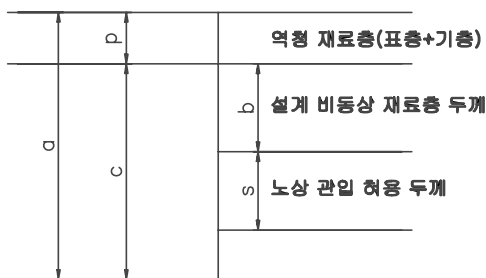 역청 재료층(표층+기층)
p
b 설계 비동상 재료층 두께
a
c
s 노상 관입 허용 두께